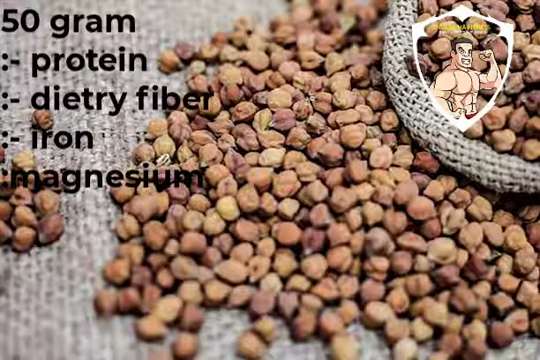 50 gram
:- protein
:- dietry fiber
:- iron
:magnesium